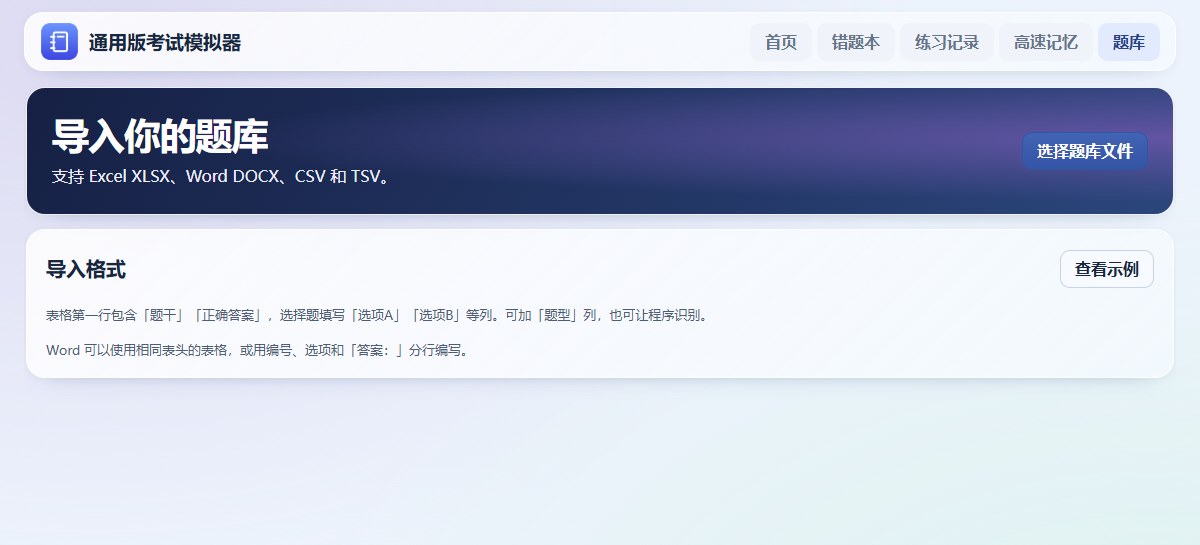 通用版考试模拟器
首页
错题本
练习记录
高速记忆
题库
导入你的题库
支持 Excel XLSX、Word DOCX、CSV 和 TSV。
选择题库文件
导入格式
查看示例
表格第一行包含「题干」「正确答案」，选择题填写「选项A」「选项B」等列。可加「题型」列，也可让程序识别。
Word 可以使用相同表头的表格，或用编号、选项和「答案：」分行编写。